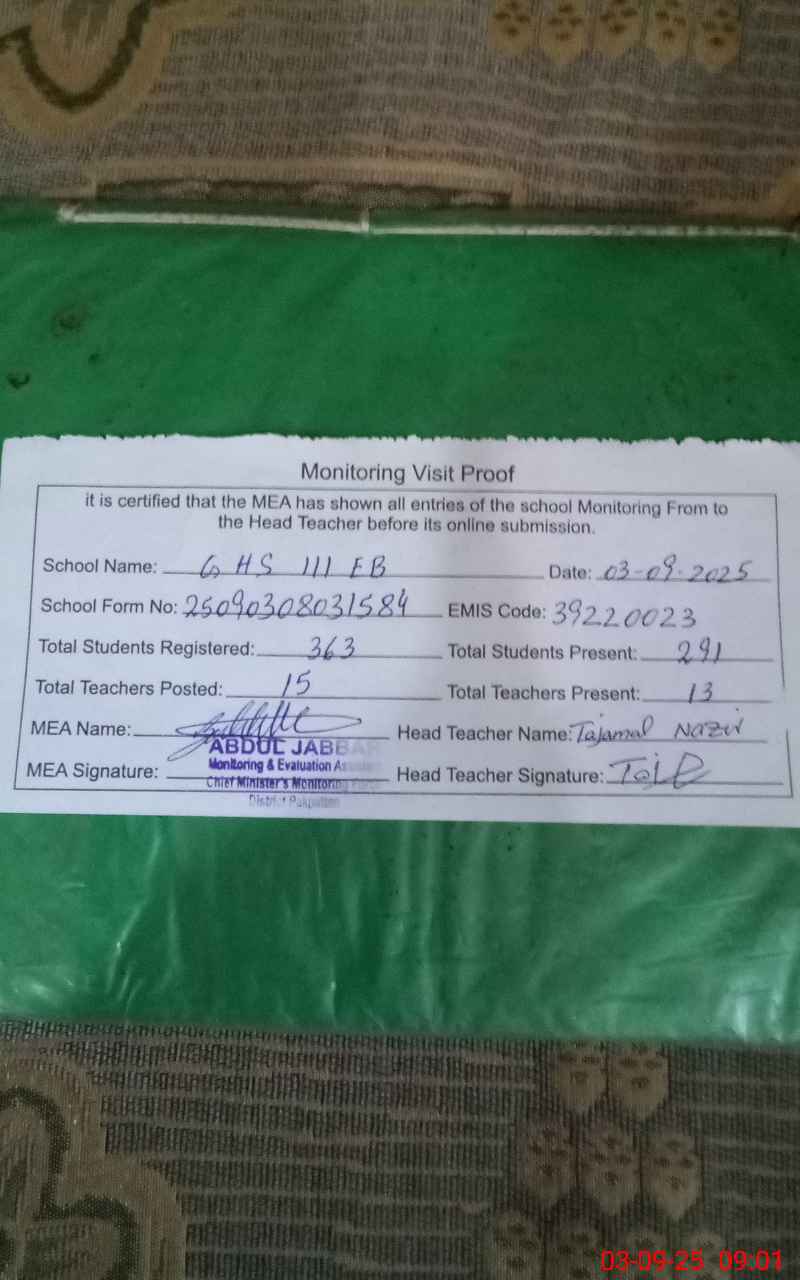 Monitoring Visit Proof
it is certified that the MEA has shown all entries of the school Monitoring From to
the Head Teacher before its online submission.
School Name: G HS 111 EB Date: 03-09-2025
School Form No: 25090308031584 EMIS Code: 39220023
Total Students Registered: 363 Total Students Present: 291
Total Teachers Posted: 15 Total Teachers Present: 13
MEA Name: Head Teacher Name: Tajamal Nazir
ABDUL JABBAR
Monitoring & Evaluation
MEA Signature: Head Teacher Signature:
Chief Minister's Monitoring Force
District Pakpattan
03-09-25 09:01